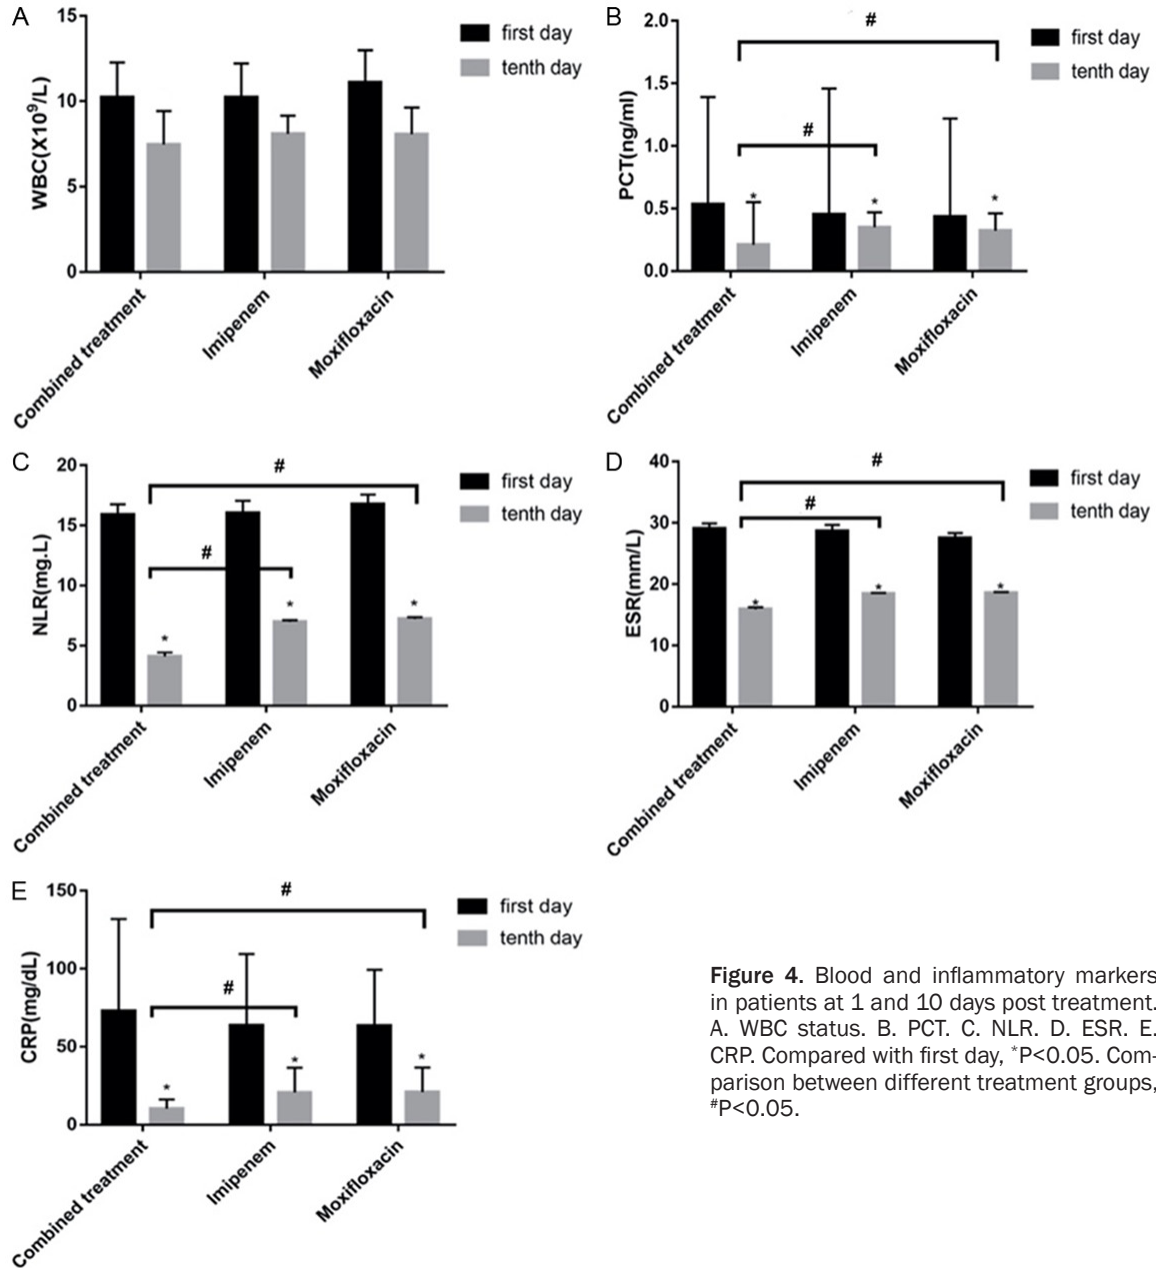 A
15
10
5
0
WBC(X10⁹/L)
first day
tenth day
Combined treatment
Imipenem
Moxifloxacin
B
2.0
1.5
1.0
0.5
0.0
PCT(ng/ml)
#
#
*
*
*
first day
tenth day
Combined treatment
Imipenem
Moxifloxacin
C
20
15
10
5
0
NLR(mg.L)
#
#
*
*
*
first day
tenth day
Combined treatment
Imipenem
Moxifloxacin
D
40
30
20
10
0
ESR(mm/L)
#
#
*
*
*
first day
tenth day
Combined treatment
Imipenem
Moxifloxacin
E
150
100
50
0
CRP(mg/dL)
#
#
*
*
*
first day
tenth day
Combined treatment
Imipenem
Moxifloxacin
Figure 4. Blood and inflammatory markers
in patients at 1 and 10 days post treatment.
A. WBC status. B. PCT. C. NLR. D. ESR. E.
CRP. Compared with first day, *P<0.05. Com-
parison between different treatment groups,
#P<0.05.